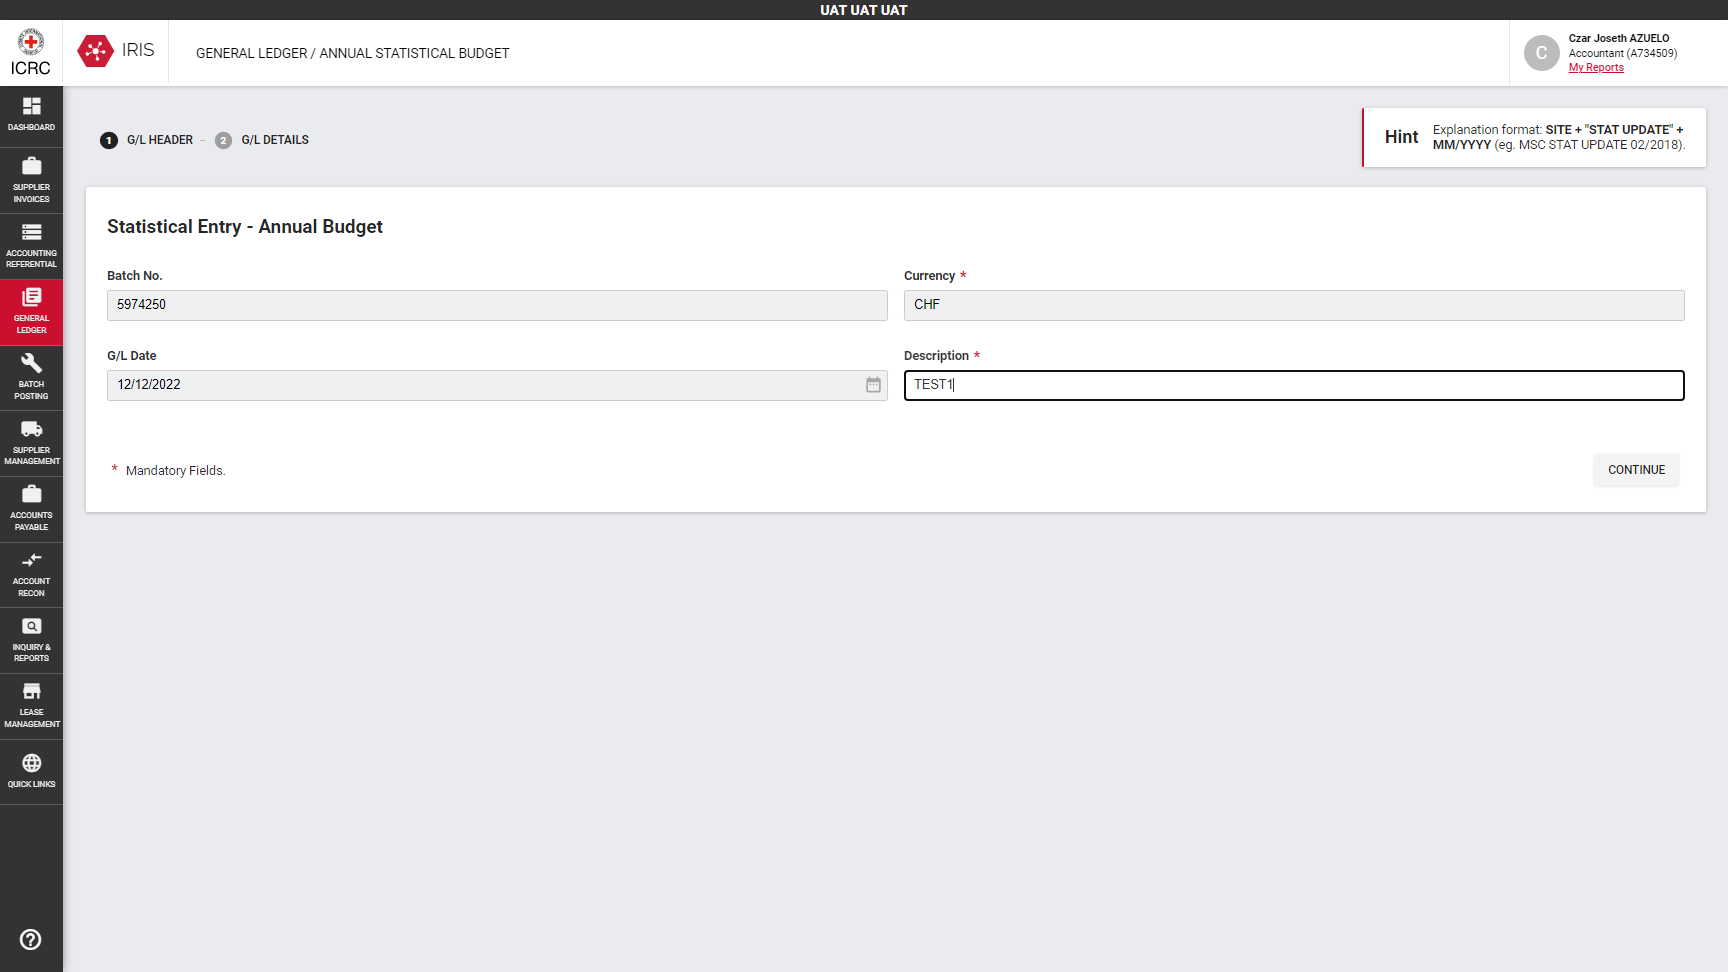 UAT UAT UAT
ICRC
IRIS
GENERAL LEDGER / ANNUAL STATISTICAL BUDGET
C
Czar Joseth AZUELO
Accountant (A734509)
My Reports
DASHBOARD
SUPPLIER
INVOICES
ACCOUNTING
REFERENTIAL
GENERAL
LEDGER
BATCH
POSTING
SUPPLIER
MANAGEMENT
ACCOUNTS
PAYABLE
ACCOUNT
RECON
INQUIRY &
REPORTS
LEASE
MANAGEMENT
QUICK LINKS
1 G/L HEADER – 2 G/L DETAILS
Hint
Explanation format: SITE + "STAT UPDATE" +
MM/YYYY (eg. MSC STAT UPDATE 02/2018).
Statistical Entry - Annual Budget
Batch No.
5974250
Currency *
CHF
G/L Date
12/12/2022
Description *
TEST1
* Mandatory Fields.
CONTINUE